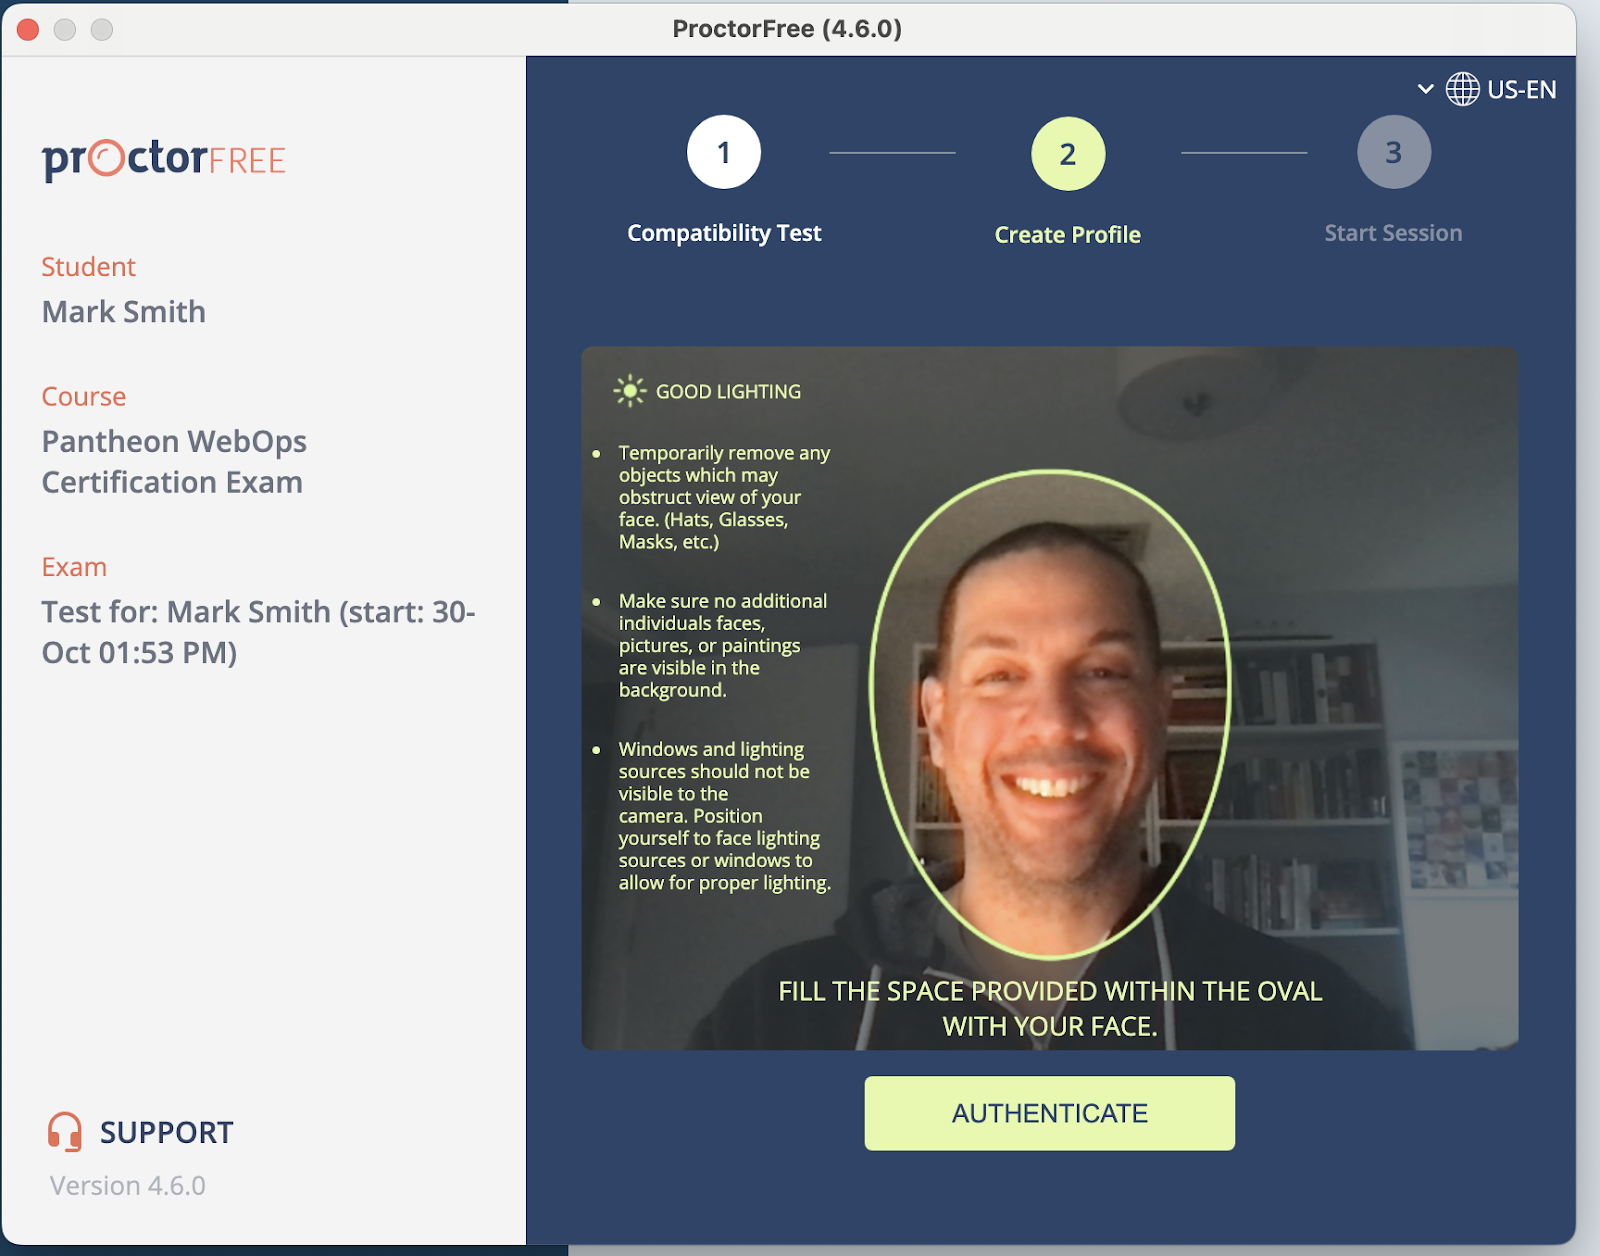 ProctorFree (4.6.0)
US-EN
proctorFREE
1
2
3
Compatibility Test
Create Profile
Start Session
Student
Mark Smith
Course
Pantheon WebOps
Certification Exam
Exam
Test for: Mark Smith (start: 30-
Oct 01:53 PM)
GOOD LIGHTING
• Temporarily remove any
objects which may
obstruct view of your
face. (Hats, Glasses,
Masks, etc.)
• Make sure no additional
individuals faces,
pictures, or paintings
are visible in the
background.
• Windows and lighting
sources should not be
visible to the
camera. Position
yourself to face lighting
sources or windows to
allow for proper lighting.
FILL THE SPACE PROVIDED WITHIN THE OVAL
WITH YOUR FACE.
AUTHENTICATE
SUPPORT
Version 4.6.0